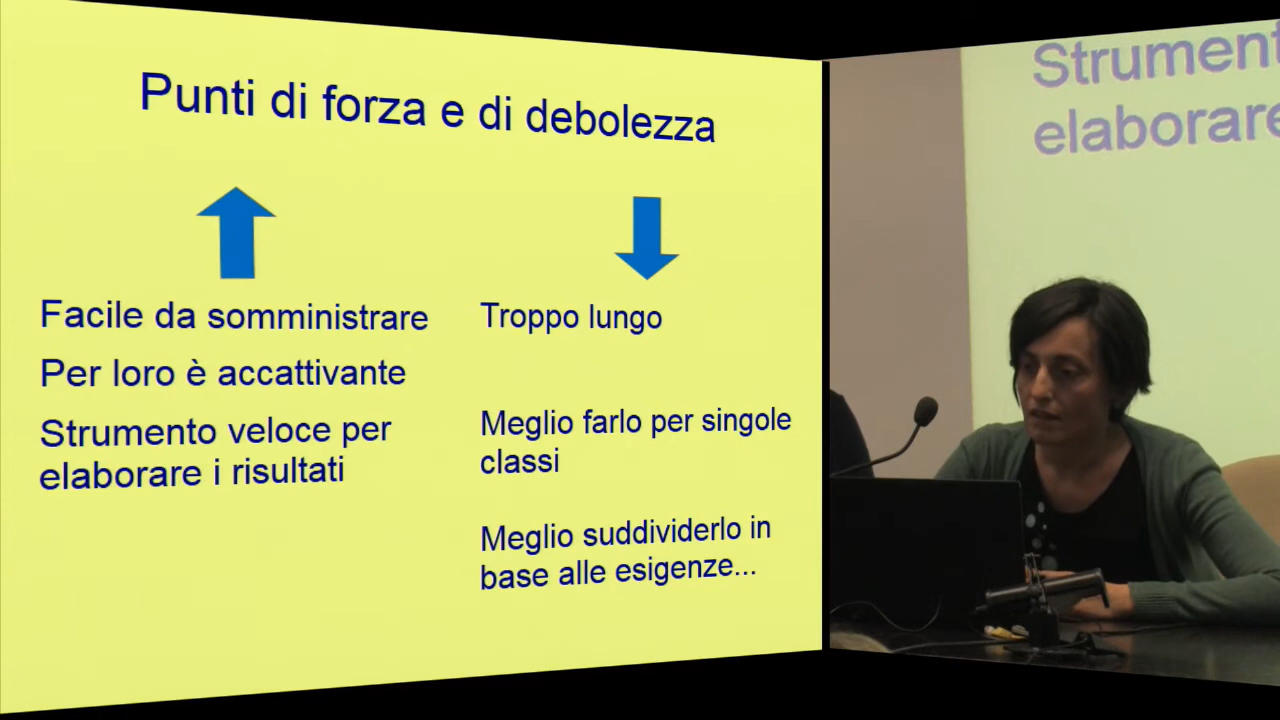 Punti di forza e di debolezza
Facile da somministrare
Per loro è accattivante
Strumento veloce per
elaborare i risultati
Troppo lungo
Meglio farlo per singole
classi
Meglio suddividerlo in
base alle esigenze...
Strument
elaborare